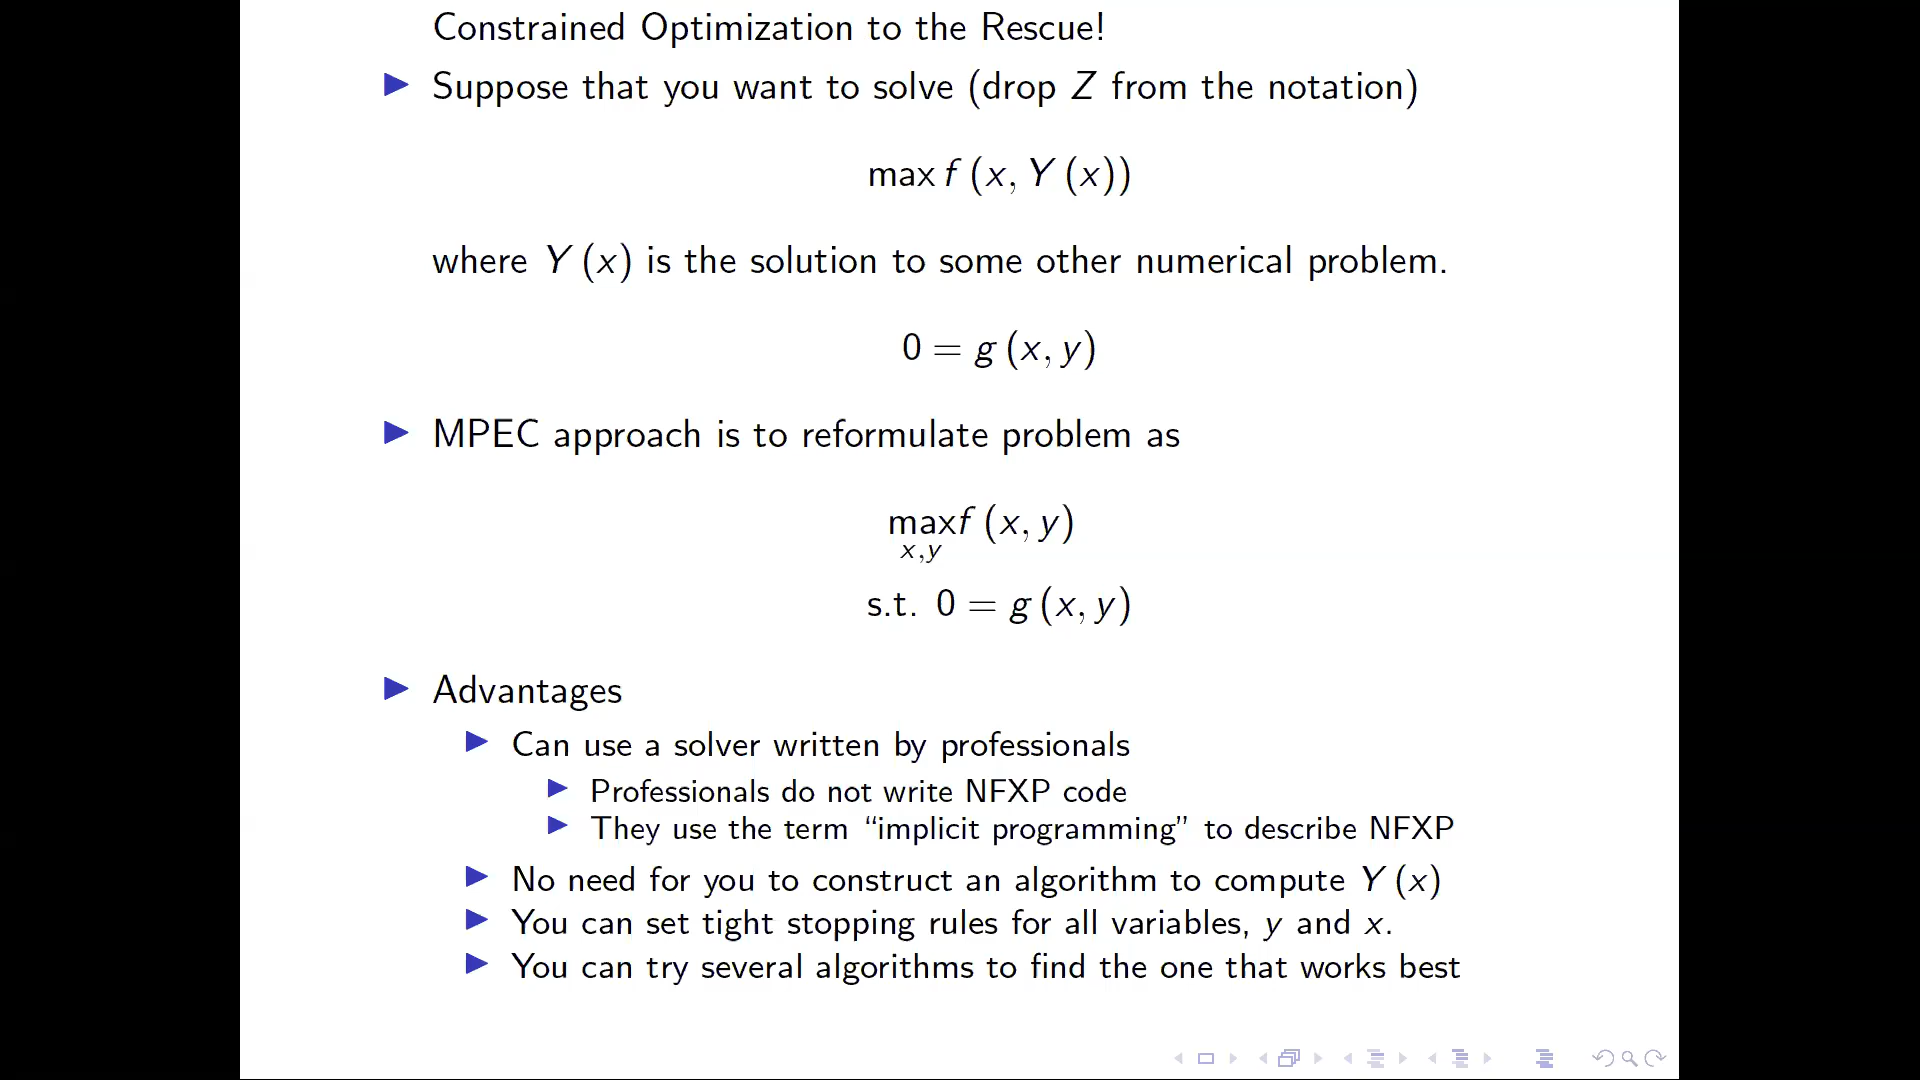 Constrained Optimization to the Rescue!
Suppose that you want to solve (drop Z from the notation)
max f (x, Y (x))
where Y (x) is the solution to some other numerical problem.
0 = g (x, y)
MPEC approach is to reformulate problem as
max f (x, y)
x,y
s.t. 0 = g (x, y)
Advantages
Can use a solver written by professionals
Professionals do not write NFXP code
They use the term “implicit programming” to describe NFXP
No need for you to construct an algorithm to compute Y (x)
You can set tight stopping rules for all variables, y and x.
You can try several algorithms to find the one that works best